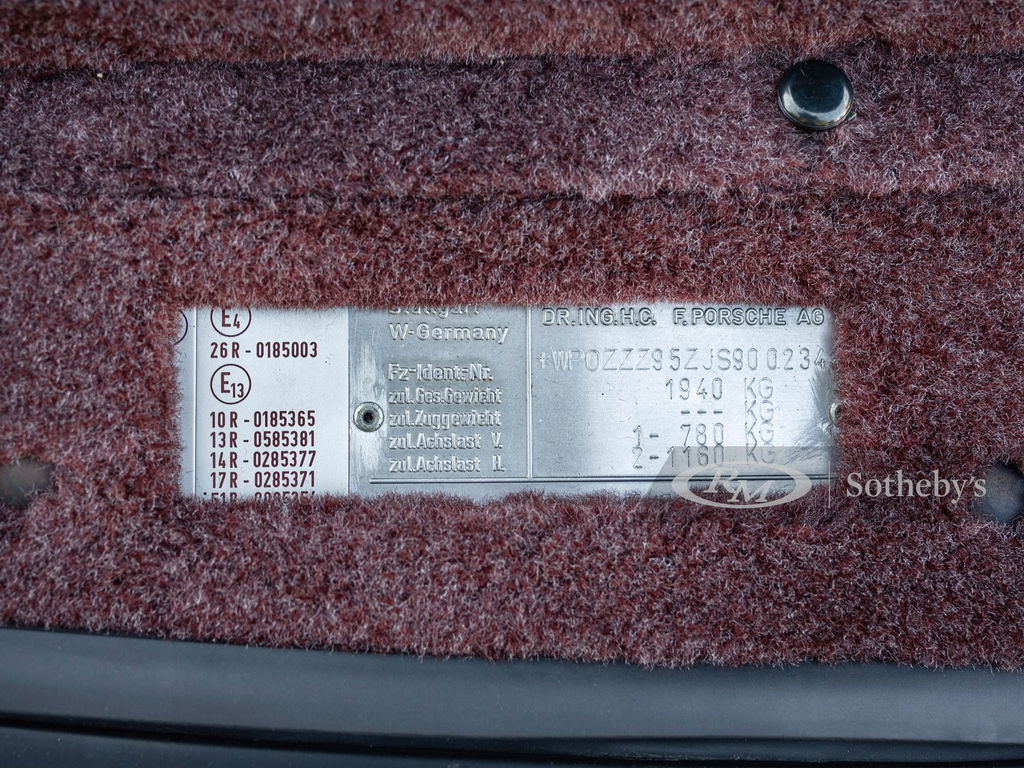 E4
26 R - 0185003
E13
10 R - 0185365
13 R - 0585381
14 R - 0285377
17 R - 0285371
Stuttgart
W-Germany
Fz-Ident.-Nr.
zul.Ges.Gewicht
zul.Zuggewicht
zul.Achslast V.
zul.Achslast H.
DR.ING.H.C. F.PORSCHE AG
+WP0ZZZ95ZJS900234
1940 KG
--- KG
1- 780 KG
2-1160 KG
RM Sotheby's